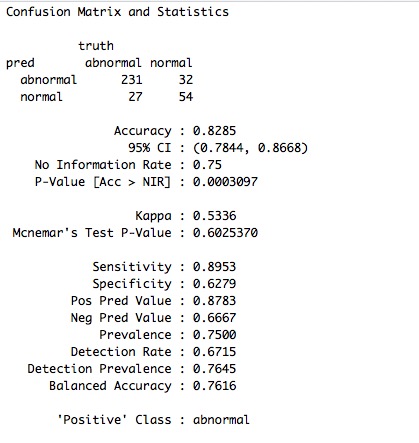 Confusion Matrix and Statistics
truth
pred abnormal normal
abnormal 231 32
normal 27 54
Accuracy : 0.8285
95% CI : (0.7844, 0.8668)
No Information Rate : 0.75
P-Value [Acc > NIR] : 0.0003097
Kappa : 0.5336
Mcnemar's Test P-Value : 0.6025370
Sensitivity : 0.8953
Specificity : 0.6279
Pos Pred Value : 0.8783
Neg Pred Value : 0.6667
Prevalence : 0.7500
Detection Rate : 0.6715
Detection Prevalence : 0.7645
Balanced Accuracy : 0.7616
'Positive' Class : abnormal